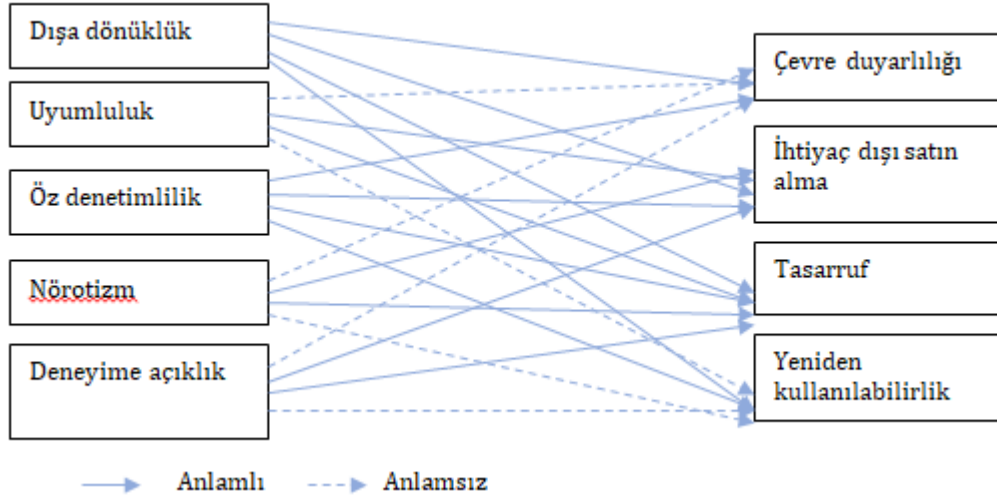 Dışa dönüklük
Uyumluluk
Öz denetimlilik
Nörotizm
Deneyime açıklık
Çevre duyarlılığı
İhtiyaç dışı satın
alma
Tasarruf
Yeniden
kullanılabilirlik
Anlamlı
Anlamsız